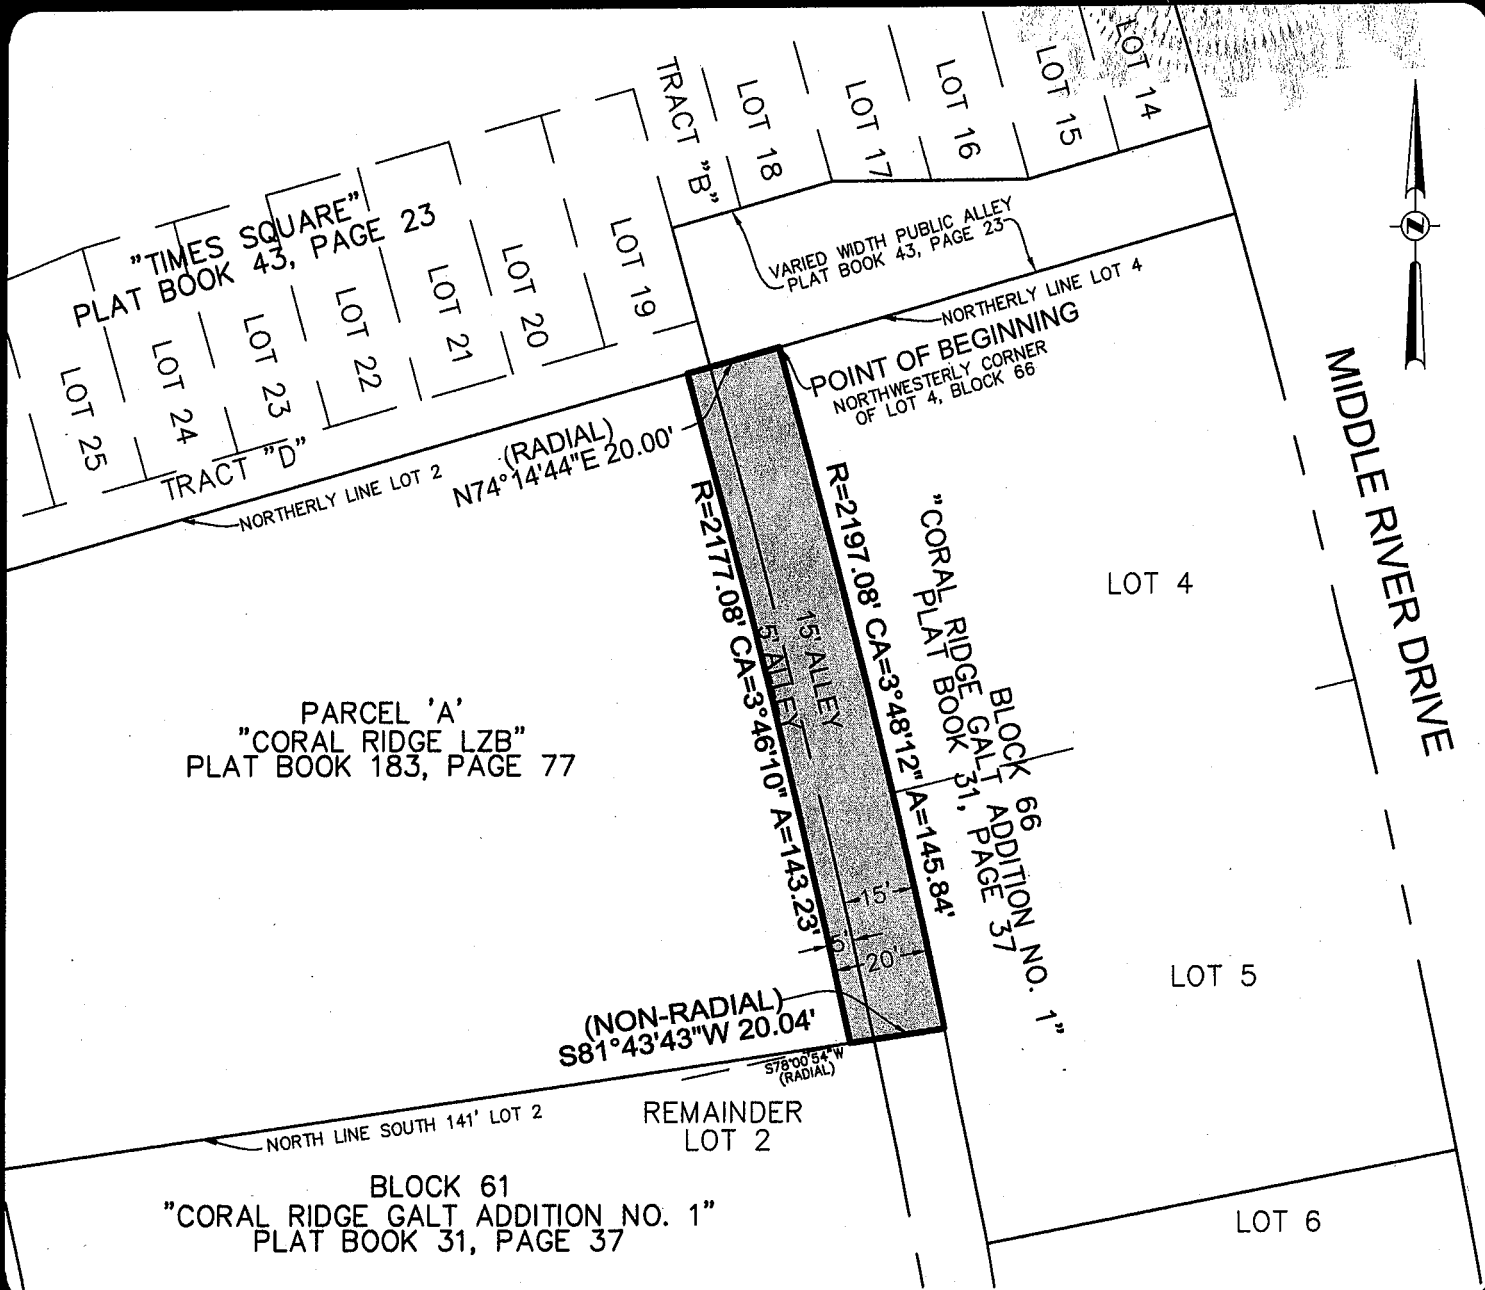 "TIMES SQUARE"
PLAT BOOK 43, PAGE 23
TRACT "B"
LOT 18
LOT 17
LOT 16
LOT 15
LOT 14
LOT 19
LOT 20
LOT 21
LOT 22
LOT 23
LOT 24
LOT 25
TRACT "D"
VARIED WIDTH PUBLIC ALLEY
PLAT BOOK 43, PAGE 23
Z
NORTHERLY LINE LOT 4
POINT OF BEGINNING
NORTHWESTERLY CORNER
OF LOT 4, BLOCK 66
NORTHERLY LINE LOT 2
(RADIAL)
N74°14'44"E 20.00'
R=2177.08' CA=3°46'10" A=143.23'
5' ALLEY
15' ALLEY
R=2197.08' CA=3°48'12" A=145.84'
BLOCK 66
"CORAL RIDGE GALT ADDITION NO. 1"
PLAT BOOK 31, PAGE 37
LOT 4
MIDDLE RIVER DRIVE
PARCEL 'A'
"CORAL RIDGE LZB"
PLAT BOOK 183, PAGE 77
15'
5'
20'
LOT 5
(NON-RADIAL)
S81°43'43"W 20.04'
S78°00'54"W
(RADIAL)
NORTH LINE SOUTH 141' LOT 2
REMAINDER
LOT 2
BLOCK 61
"CORAL RIDGE GALT ADDITION NO. 1"
PLAT BOOK 31, PAGE 37
LOT 6